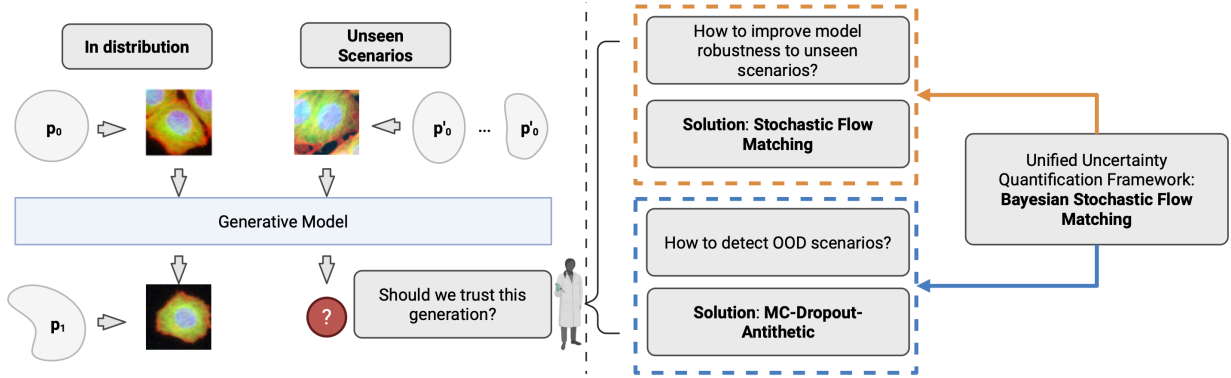 In distribution
Unseen
Scenarios
p₀
p'₀
...
p'₀
Generative Model
p₁
?
Should we trust this
generation?
How to improve model
robustness to unseen
scenarios?
Solution: Stochastic Flow
Matching
How to detect OOD scenarios?
Solution: MC-Dropout-
Antithetic
Unified Uncertainty
Quantification Framework:
Bayesian Stochastic Flow
Matching